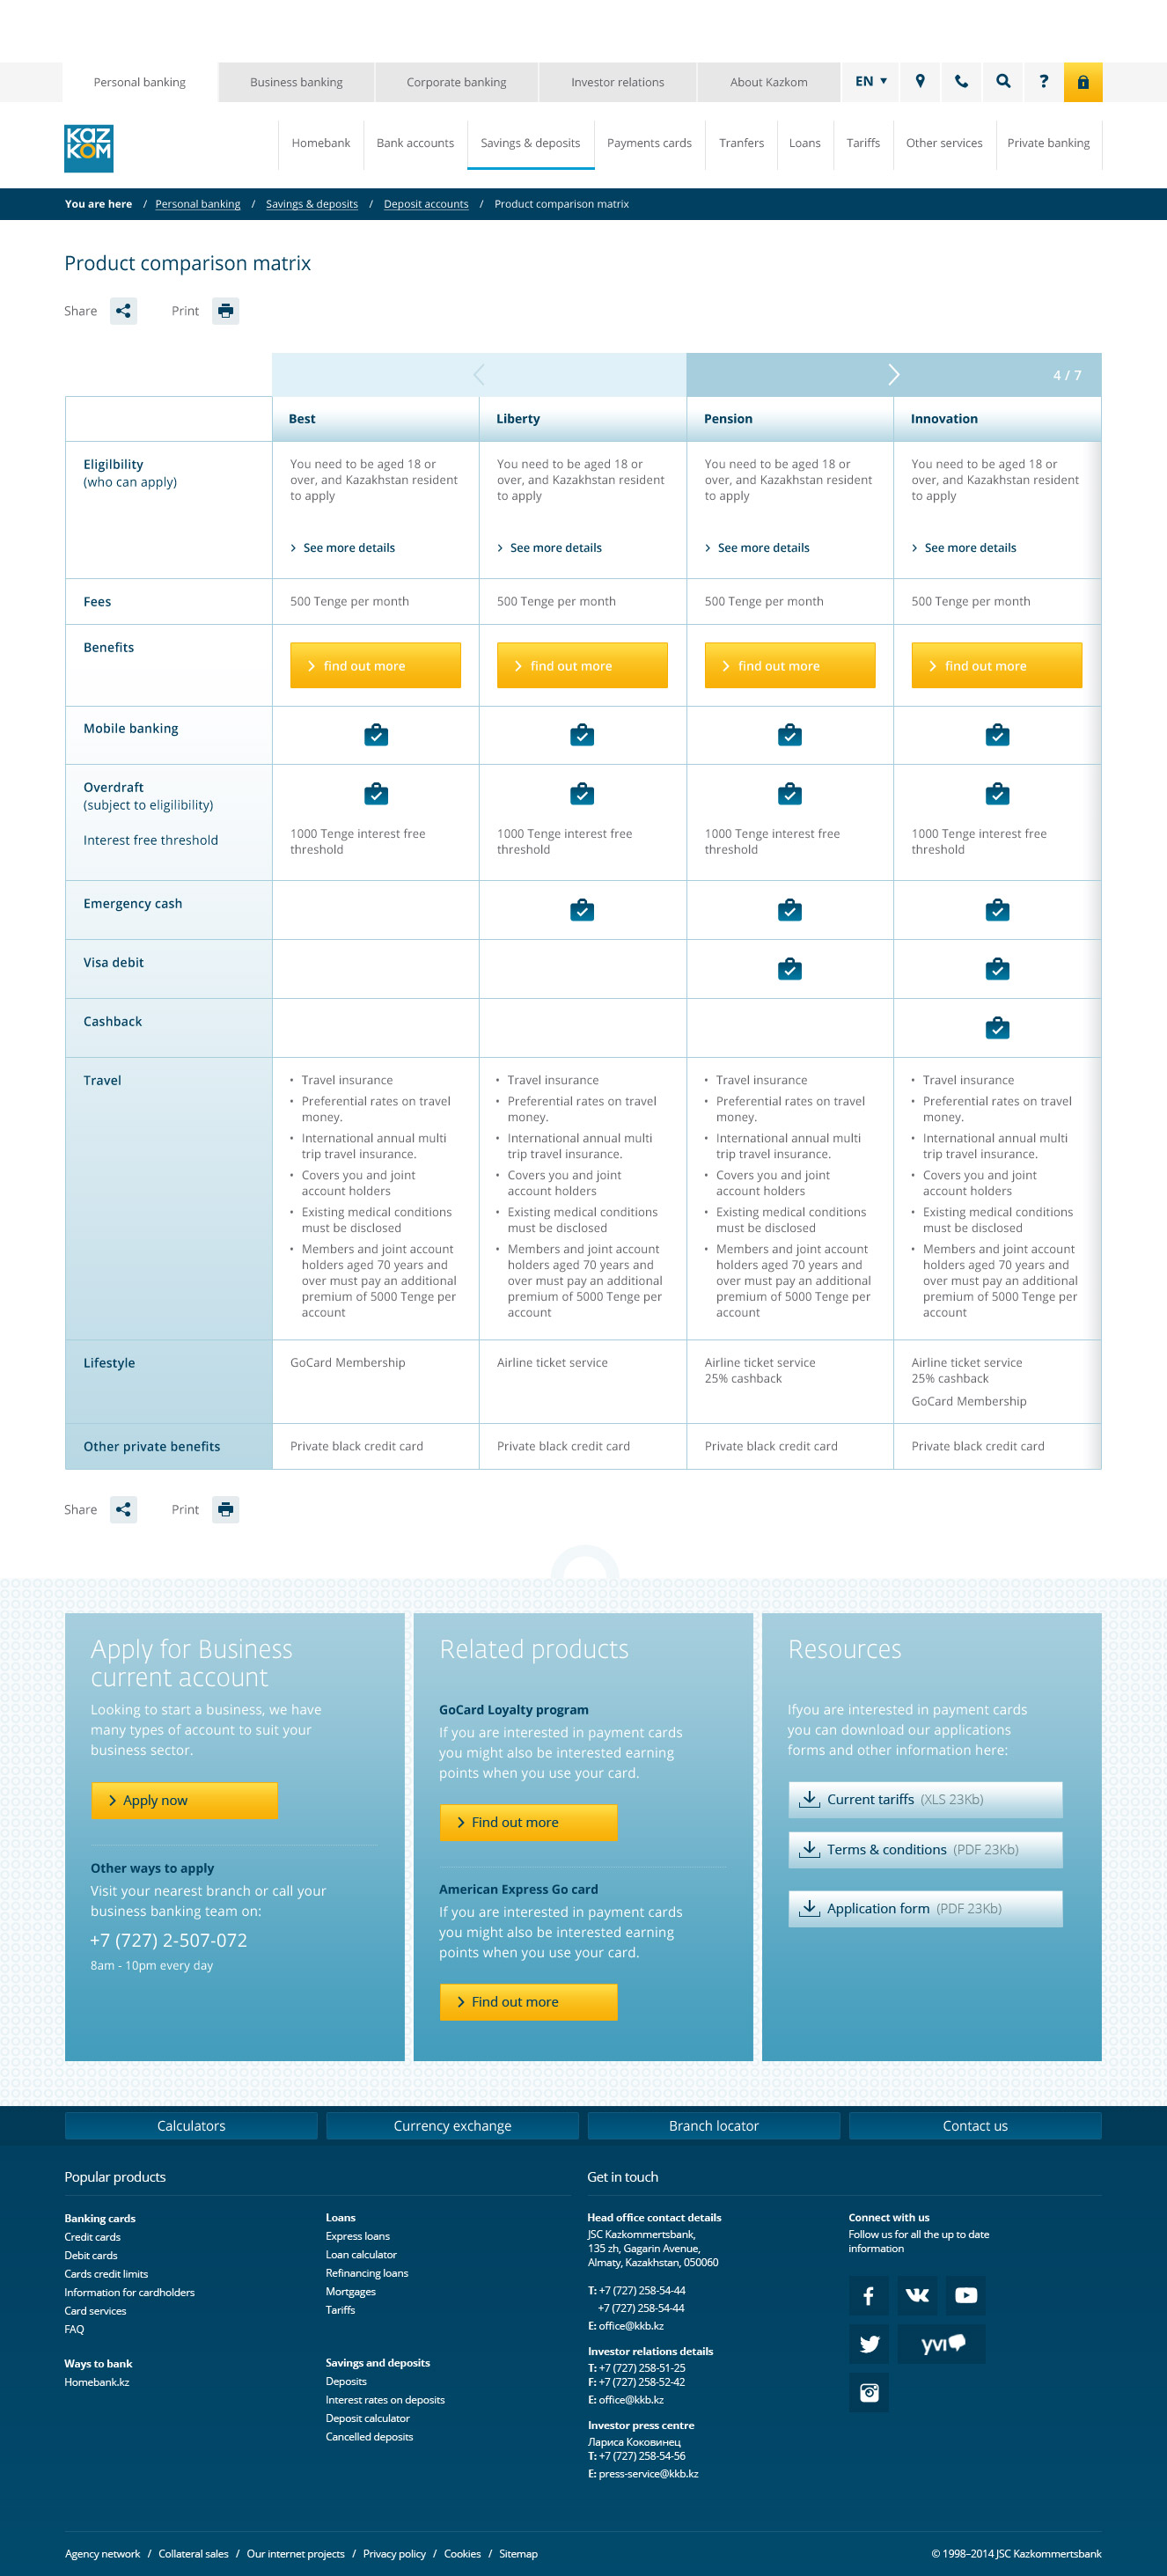 Personal banking
Business banking
Corporate banking
Investor relations
About Kazkom
EN
?
KAZ
KOM
Homebank
Bank accounts
Savings & deposits
Payments cards
Tranfers
Loans
Tariffs
Other services
Private banking
You are here / Personal banking / Savings & deposits / Deposit accounts / Product comparison matrix
Product comparison matrix
Share
Print
4 / 7
Best
Liberty
Pension
Innovation
Eligilbility
(who can apply)
You need to be aged 18 or
over, and Kazakhstan resident
to apply
See more details
You need to be aged 18 or
over, and Kazakhstan resident
to apply
See more details
You need to be aged 18 or
over, and Kazakhstan resident
to apply
See more details
You need to be aged 18 or
over, and Kazakhstan resident
to apply
See more details
Fees
500 Tenge per month
500 Tenge per month
500 Tenge per month
500 Tenge per month
Benefits
find out more
find out more
find out more
find out more
Mobile banking
Overdraft
(subject to eligilibility)
Interest free threshold
1000 Tenge interest free
threshold
1000 Tenge interest free
threshold
1000 Tenge interest free
threshold
1000 Tenge interest free
threshold
Emergency cash
Visa debit
Cashback
Travel
• Travel insurance
• Preferential rates on travel
money.
• International annual multi
trip travel insurance.
• Covers you and joint
account holders
• Existing medical conditions
must be disclosed
• Members and joint account
holders aged 70 years and
over must pay an additional
premium of 5000 Tenge per
account
• Travel insurance
• Preferential rates on travel
money.
• International annual multi
trip travel insurance.
• Covers you and joint
account holders
• Existing medical conditions
must be disclosed
• Members and joint account
holders aged 70 years and
over must pay an additional
premium of 5000 Tenge per
account
• Travel insurance
• Preferential rates on travel
money.
• International annual multi
trip travel insurance.
• Covers you and joint
account holders
• Existing medical conditions
must be disclosed
• Members and joint account
holders aged 70 years and
over must pay an additional
premium of 5000 Tenge per
account
• Travel insurance
• Preferential rates on travel
money.
• International annual multi
trip travel insurance.
• Covers you and joint
account holders
• Existing medical conditions
must be disclosed
• Members and joint account
holders aged 70 years and
over must pay an additional
premium of 5000 Tenge per
account
Lifestyle
GoCard Membership
Airline ticket service
Airline ticket service
25% cashback
Airline ticket service
25% cashback
GoCard Membership
Other private benefits
Private black credit card
Private black credit card
Private black credit card
Private black credit card
Share
Print
Apply for Business
current account
Looking to start a business, we have
many types of account to suit your
business sector.
Apply now
Other ways to apply
Visit your nearest branch or call your
business banking team on:
+7 (727) 2-507-072
8am - 10pm every day
Related products
GoCard Loyalty program
If you are interested in payment cards
you might also be interested earning
points when you use your card.
Find out more
American Express Go card
If you are interested in payment cards
you might also be interested earning
points when you use your card.
Find out more
Resources
Ifyou are interested in payment cards
you can download our applications
forms and other information here:
Current tariffs (XLS 23Kb)
Terms & conditions (PDF 23Kb)
Application form (PDF 23Kb)
Calculators
Currency exchange
Branch locator
Contact us
Popular products
Banking cards
Credit cards
Debit cards
Cards credit limits
Information for cardholders
Card services
FAQ
Ways to bank
Homebank.kz
Loans
Express loans
Loan calculator
Refinancing loans
Mortgages
Tariffs
Savings and deposits
Deposits
Interest rates on deposits
Deposit calculator
Cancelled deposits
Get in touch
Head office contact details
JSC Kazkommertsbank,
135 zh, Gagarin Avenue,
Almaty, Kazakhstan, 050060
T: +7 (727) 258-54-44
+7 (727) 258-54-44
E: office@kkb.kz
Investor relations details
T: +7 (727) 258-51-25
F: +7 (727) 258-52-42
E: office@kkb.kz
Investor press centre
Лариса Коковинец
T: +7 (727) 258-54-56
E: press-service@kkb.kz
Connect with us
Follow us for all the up to date
information
yvi
Agency network / Collateral sales / Our internet projects / Privacy policy / Cookies / Sitemap
© 1998–2014 JSC Kazkommertsbank